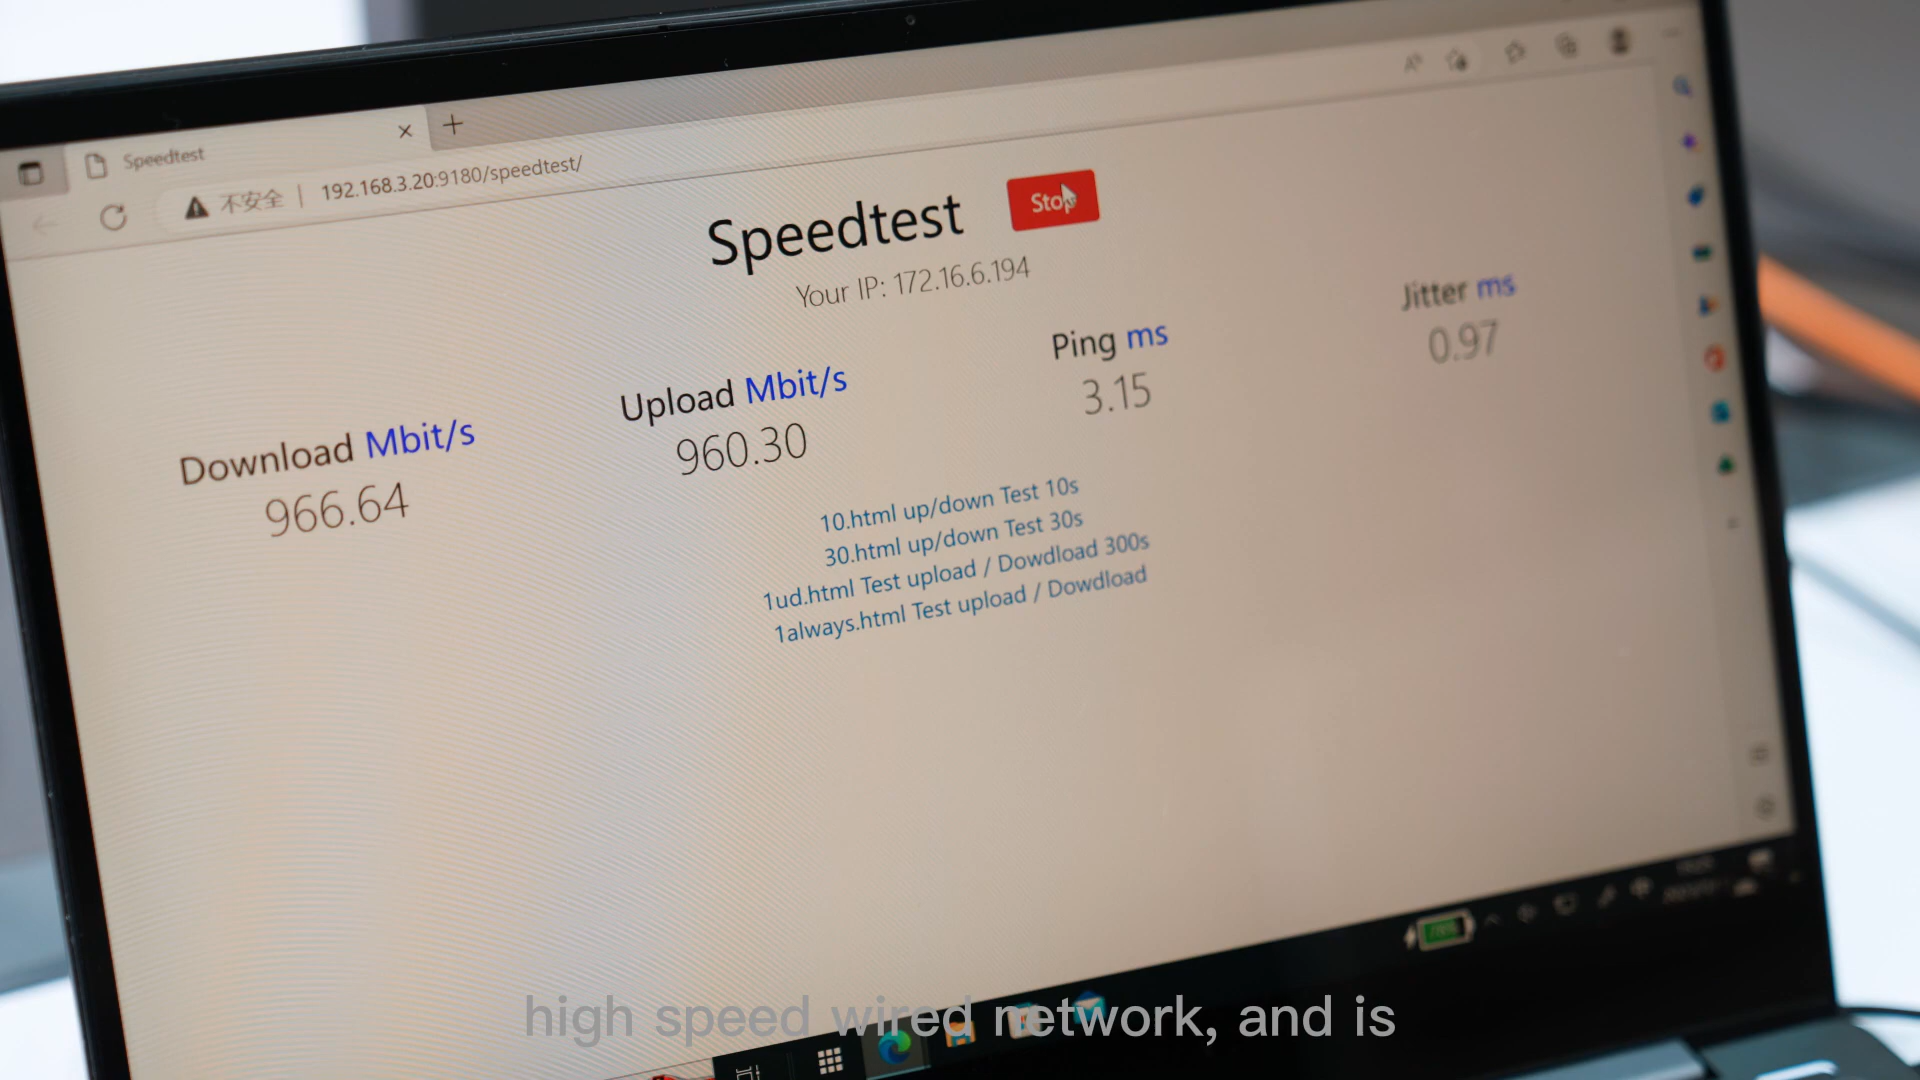 Speedtest
不安全 | 192.168.3.20:9180/speedtest/
Speedtest
Stop
Your IP: 172.16.6.194
Download Mbit/s
966.64
Upload Mbit/s
960.30
Ping ms
3.15
Jitter ms
0.97
10.html up/down Test 10s
30.html up/down Test 30s
1ud.html Test upload / Dowdload 300s
1always.html Test upload / Dowdload
high speed wired network, and is